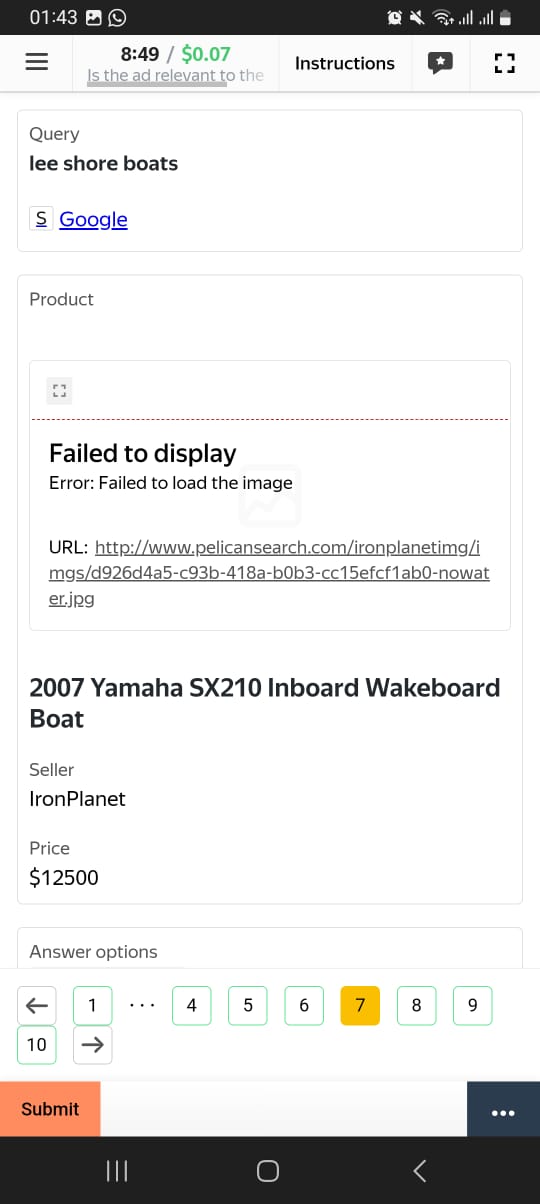 01:43
8:49 / $0.07
Is the ad relevant to the
Instructions
Query
lee shore boats
S Google
Product
Failed to display
Error: Failed to load the image
URL: http://www.pelicansearch.com/ironplanetimg/i
mgs/d926d4a5-c93b-418a-b0b3-cc15efcf1ab0-nowat
er.jpg
2007 Yamaha SX210 Inboard Wakeboard
Boat
Seller
IronPlanet
Price
$12500
Answer options
1 ... 4 5 6 7 8 9
10
Submit